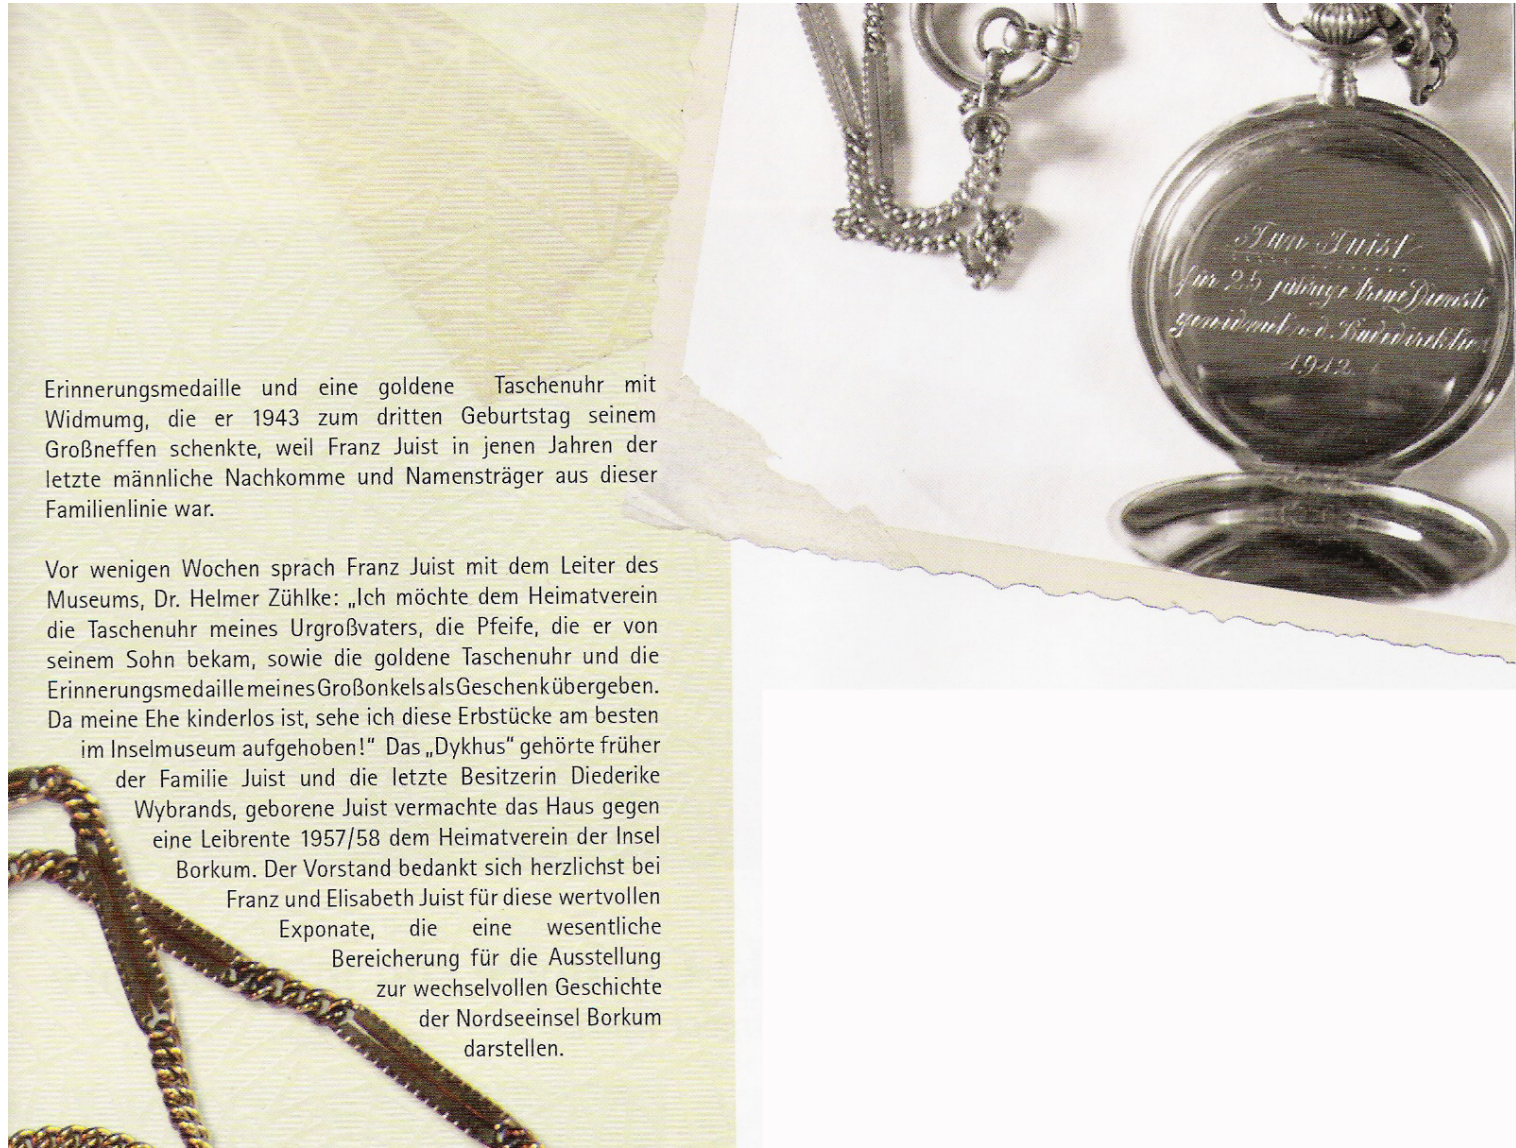 Erinnerungsmedaille und eine goldene Taschenuhr mit
Widmumg, die er 1943 zum dritten Geburtstag seinem
Großneffen schenkte, weil Franz Juist in jenen Jahren der
letzte männliche Nachkomme und Namensträger aus dieser
Familienlinie war.
Vor wenigen Wochen sprach Franz Juist mit dem Leiter des
Museums, Dr. Helmer Zühlke: „Ich möchte dem Heimatverein
die Taschenuhr meines Urgroßvaters, die Pfeife, die er von
seinem Sohn bekam, sowie die goldene Taschenuhr und die
Erinnerungsmedaille meines Großonkels als Geschenk übergeben.
Da meine Ehe kinderlos ist, sehe ich diese Erbstücke am besten
im Inselmuseum aufgehoben!“ Das „Dykhus“ gehörte früher
der Familie Juist und die letzte Besitzerin Diederike
Wybrands, geborene Juist vermachte das Haus gegen
eine Leibrente 1957/58 dem Heimatverein der Insel
Borkum. Der Vorstand bedankt sich herzlichst bei
Franz und Elisabeth Juist für diese wertvollen
Exponate, die eine wesentliche
Bereicherung für die Ausstellung
zur wechselvollen Geschichte
der Nordseeinsel Borkum
darstellen.
Juist
für 25 jährige treue Dienste
gewidmet v. d. Badedirektion
1912.